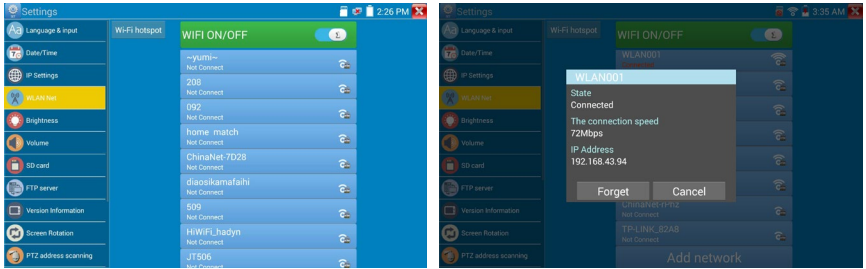 Settings
2:26 PM
Language & input
Date/Time
IP Settings
WLAN Net
Brightness
Volume
SD card
FTP server
Version Information
Screen Rotation
PTZ address scanning
Wi-Fi hotspot
WIFI ON/OFF
~yumi~
Not Connect
208
Not Connect
092
Not Connect
home match
Not Connect
ChinaNet-7D28
Not Connect
diaosikamafaihi
Not Connect
509
Not Connect
HiWiFi_hadyn
Not Connect
JT506
Not Connect
Settings
3:35 AM
Language & input
Date/Time
IP Settings
WLAN Net
Brightness
Volume
SD card
FTP server
Version Information
Screen Rotation
PTZ address scanning
Wi-Fi hotspot
WIFI ON/OFF
WLAN001
Connected
WLAN001
State
Connected
The connection speed
72Mbps
IP Address
192.168.43.94
Forget Cancel
Not Connect
TP-LINK_82A8
Not Connect
Add network